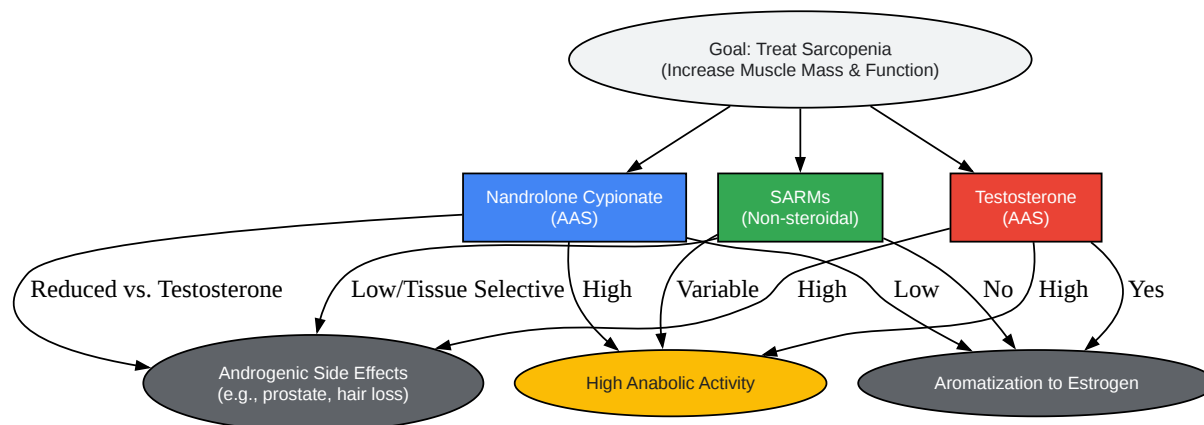 Goal: Treat Sarcopenia
(Increase Muscle Mass & Function)
Nandrolone Cypionate
(AAS)
SARMs
(Non-steroidal)
Testosterone
(AAS)
Reduced vs. Testosterone
Low/Tissue Selective
High
Variable
High
Low
No
High
Yes
Androgenic Side Effects
(e.g., prostate, hair loss)
High Anabolic Activity
Aromatization to Estrogen